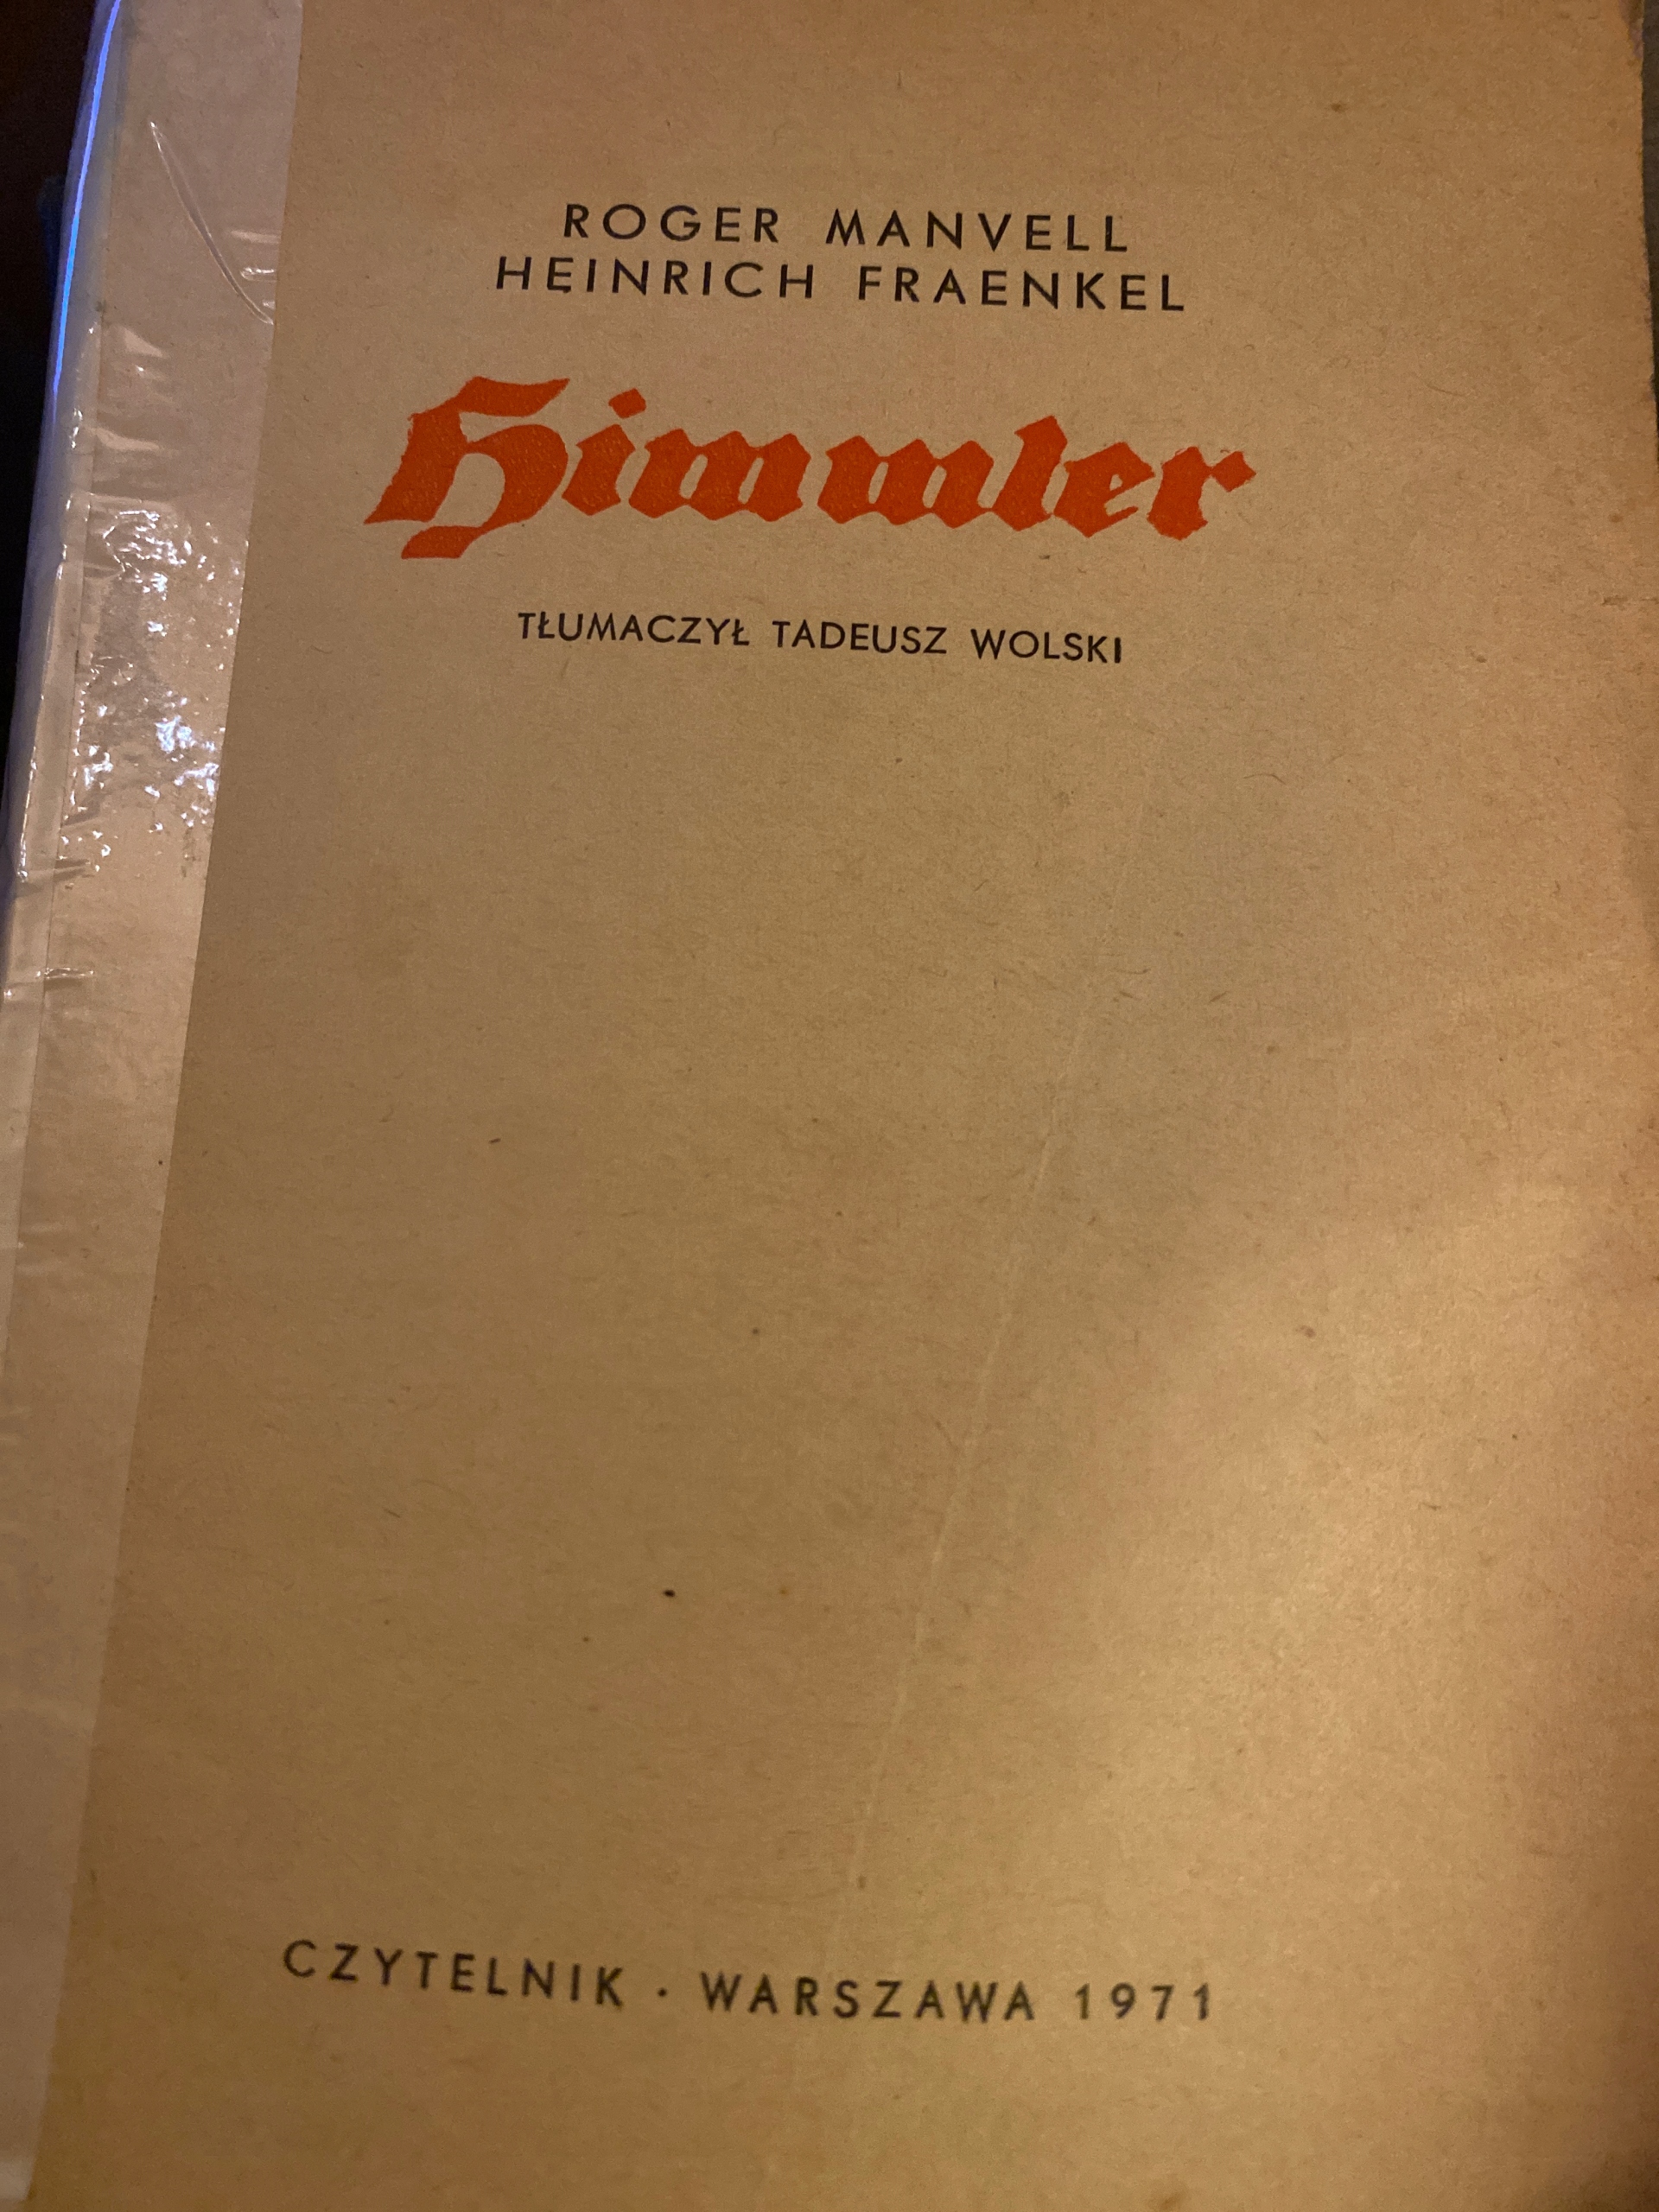 ROGER MANVELL
HEINRICH FRAENKEL
Himmler
TŁUMACZYŁ TADEUSZ WOLSKI
CZYTELNIK · WARSZAWA 1971